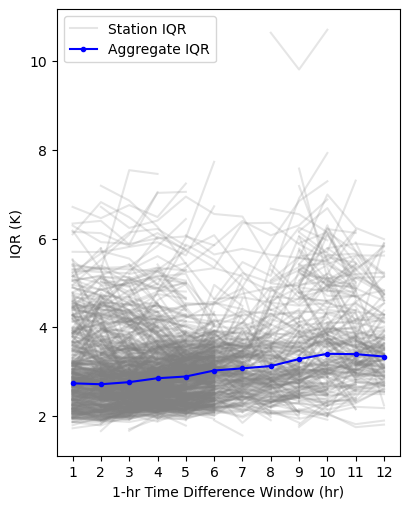 Station IQR
Aggregate IQR
10
8
6
4
2
IQR (K)
1 2 3 4 5 6 7 8 9 10 11 12
1-hr Time Difference Window (hr)